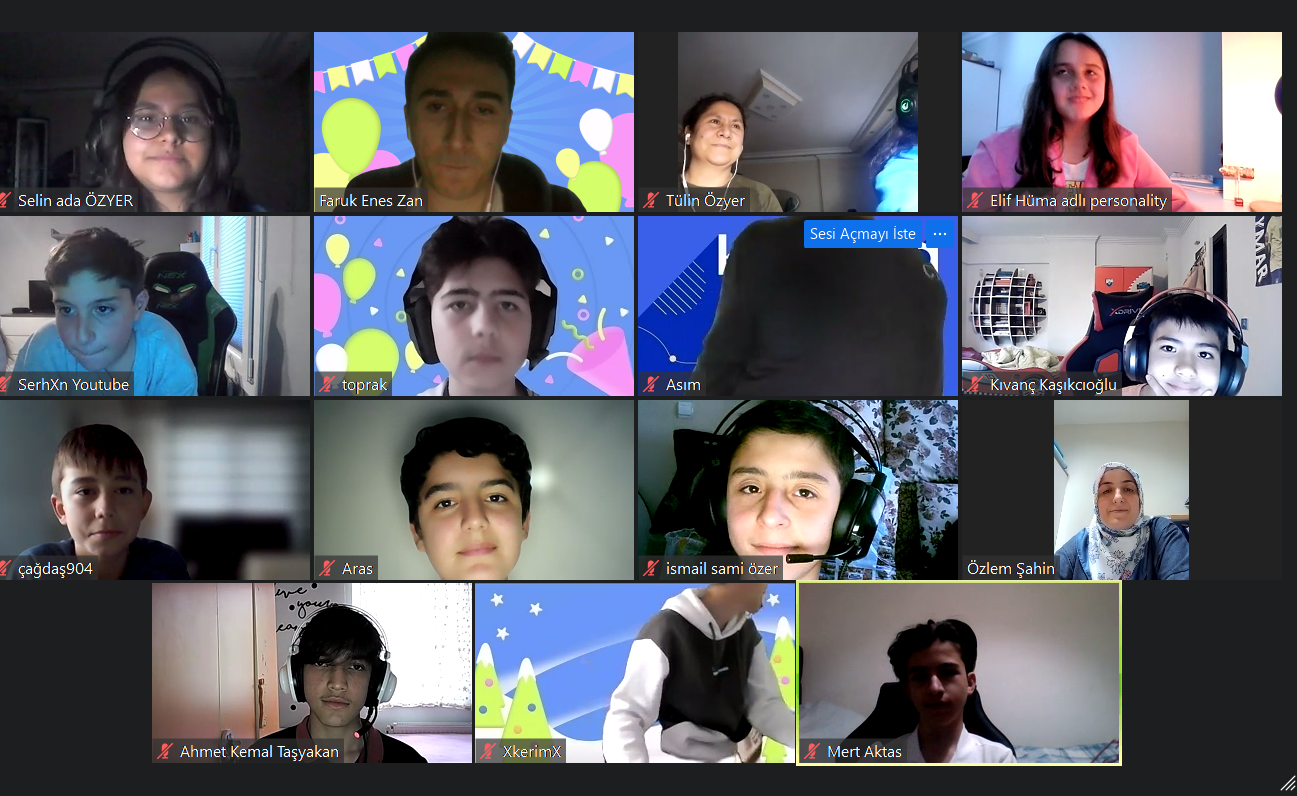 Selin ada ÖZYER
Faruk Enes Zan
Tülin Özyer
Elif Hüma adlı personality
SerhXn Youtube
toprak
Sesi Açmayı İste
Asım
Kıvanç Kaşıkcıoğlu
çağdaş904
Aras
ismail sami özer
Özlem Şahin
Ahmet Kemal Taşyakan
XkerimX
Mert Aktas